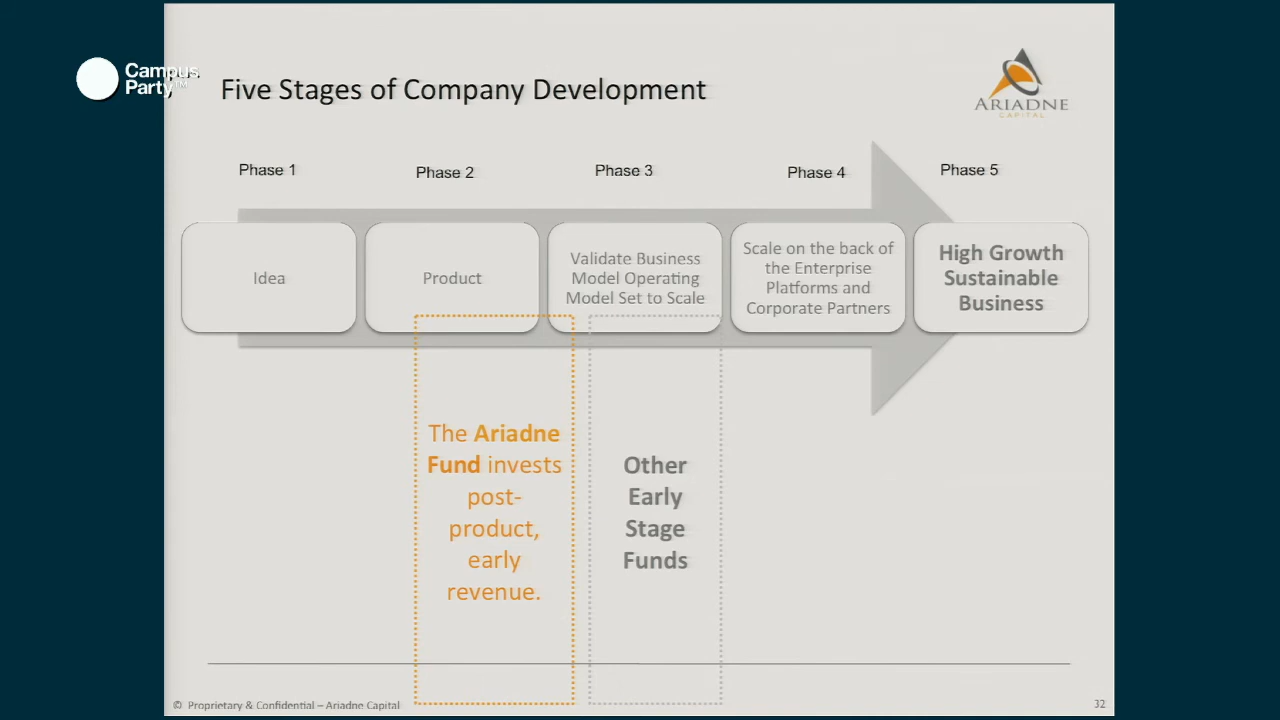 Campus
Party™
Five Stages of Company Development
ARIADNE
CAPITAL
Phase 1
Phase 2
Phase 3
Phase 4
Phase 5
Idea
Product
Validate Business
Model Operating
Model Set to Scale
Scale on the back of
the Enterprise
Platforms and
Corporate Partners
High Growth
Sustainable
Business
The Ariadne
Fund invests
post-
product,
early
revenue.
Other
Early
Stage
Funds
© Proprietary & Confidential – Ariadne Capital
32